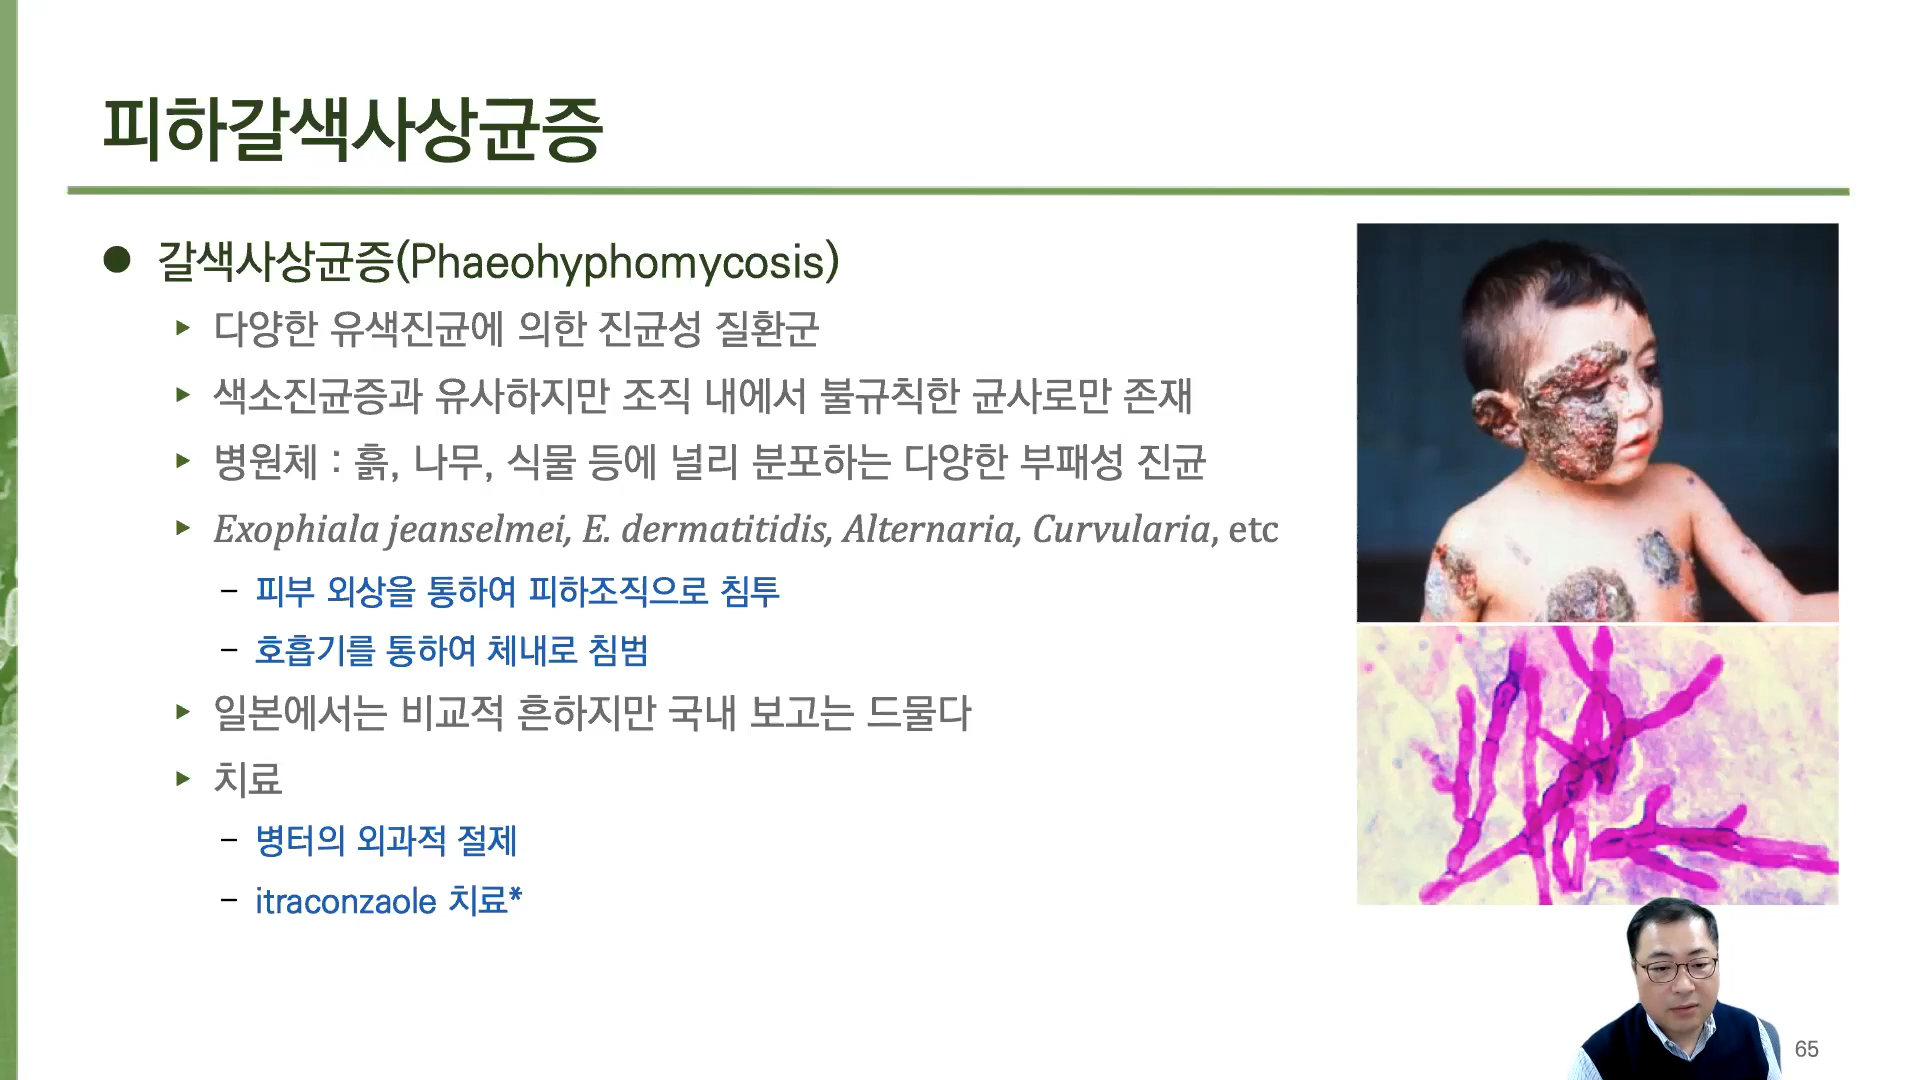 피하갈색사상균증
● 갈색사상균증(Phaeohyphomycosis)
▸ 다양한 유색진균에 의한 진균성 질환군
▸ 색소진균증과 유사하지만 조직 내에서 불규칙한 균사로만 존재
▸ 병원체 : 흙, 나무, 식물 등에 널리 분포하는 다양한 부패성 진균
▸ Exophiala jeanselmei, E. dermatitidis, Alternaria, Curvularia, etc
– 피부 외상을 통하여 피하조직으로 침투
– 호흡기를 통하여 체내로 침범
▸ 일본에서는 비교적 흔하지만 국내 보고는 드물다
▸ 치료
– 병터의 외과적 절제
– itraconzaole 치료*
65